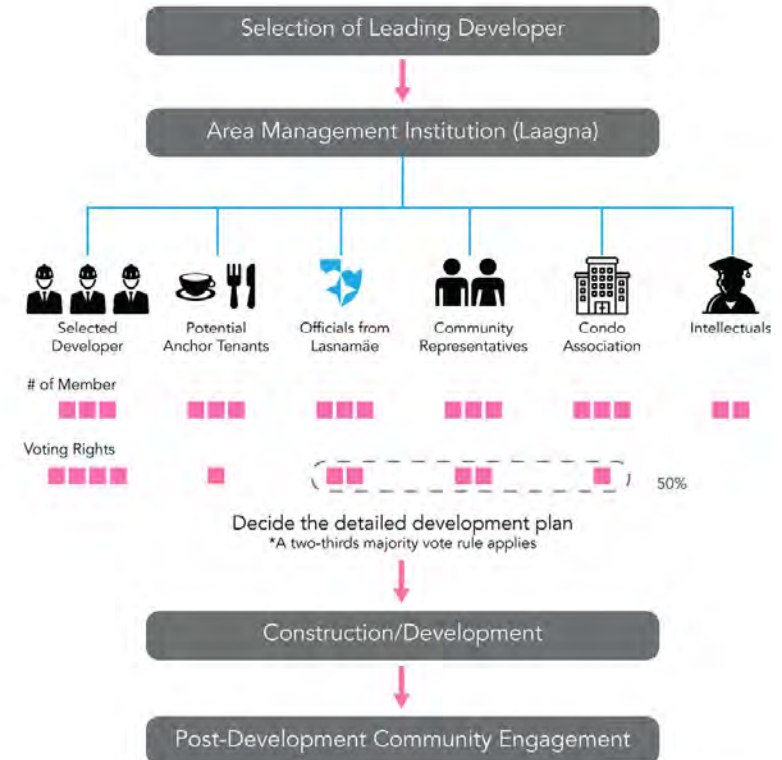 Selection of Leading Developer
Area Management Institution (Laagna)
Selected
Developer
Potential
Anchor Tenants
Officials from
Lasnamäe
Community
Representatives
Condo
Association
Intellectuals
# of Member
Voting Rights
50%
Decide the detailed development plan
*A two-thirds majority vote rule applies
Construction/Development
Post-Development Community Engagement